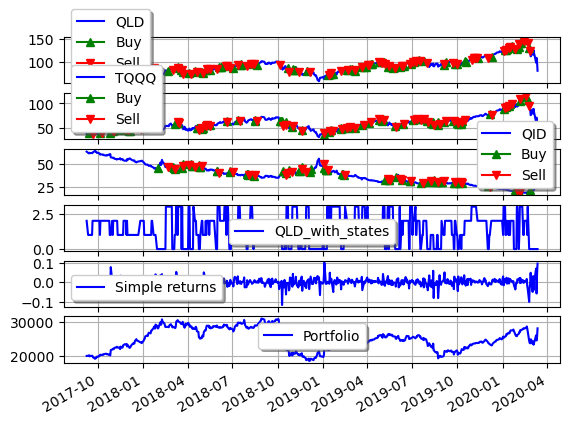 QLD
Buy
Sell
150
100
TQQQ
Buy
Sell
100
50
QID
Buy
Sell
50
25
2.5
0.0
QLD_with_states
0.1
0.0
−0.1
Simple returns
30000
20000
Portfolio
2017-10 2018-01 2018-04 2018-07 2018-10 2019-01 2019-04 2019-07 2019-10 2020-01 2020-04